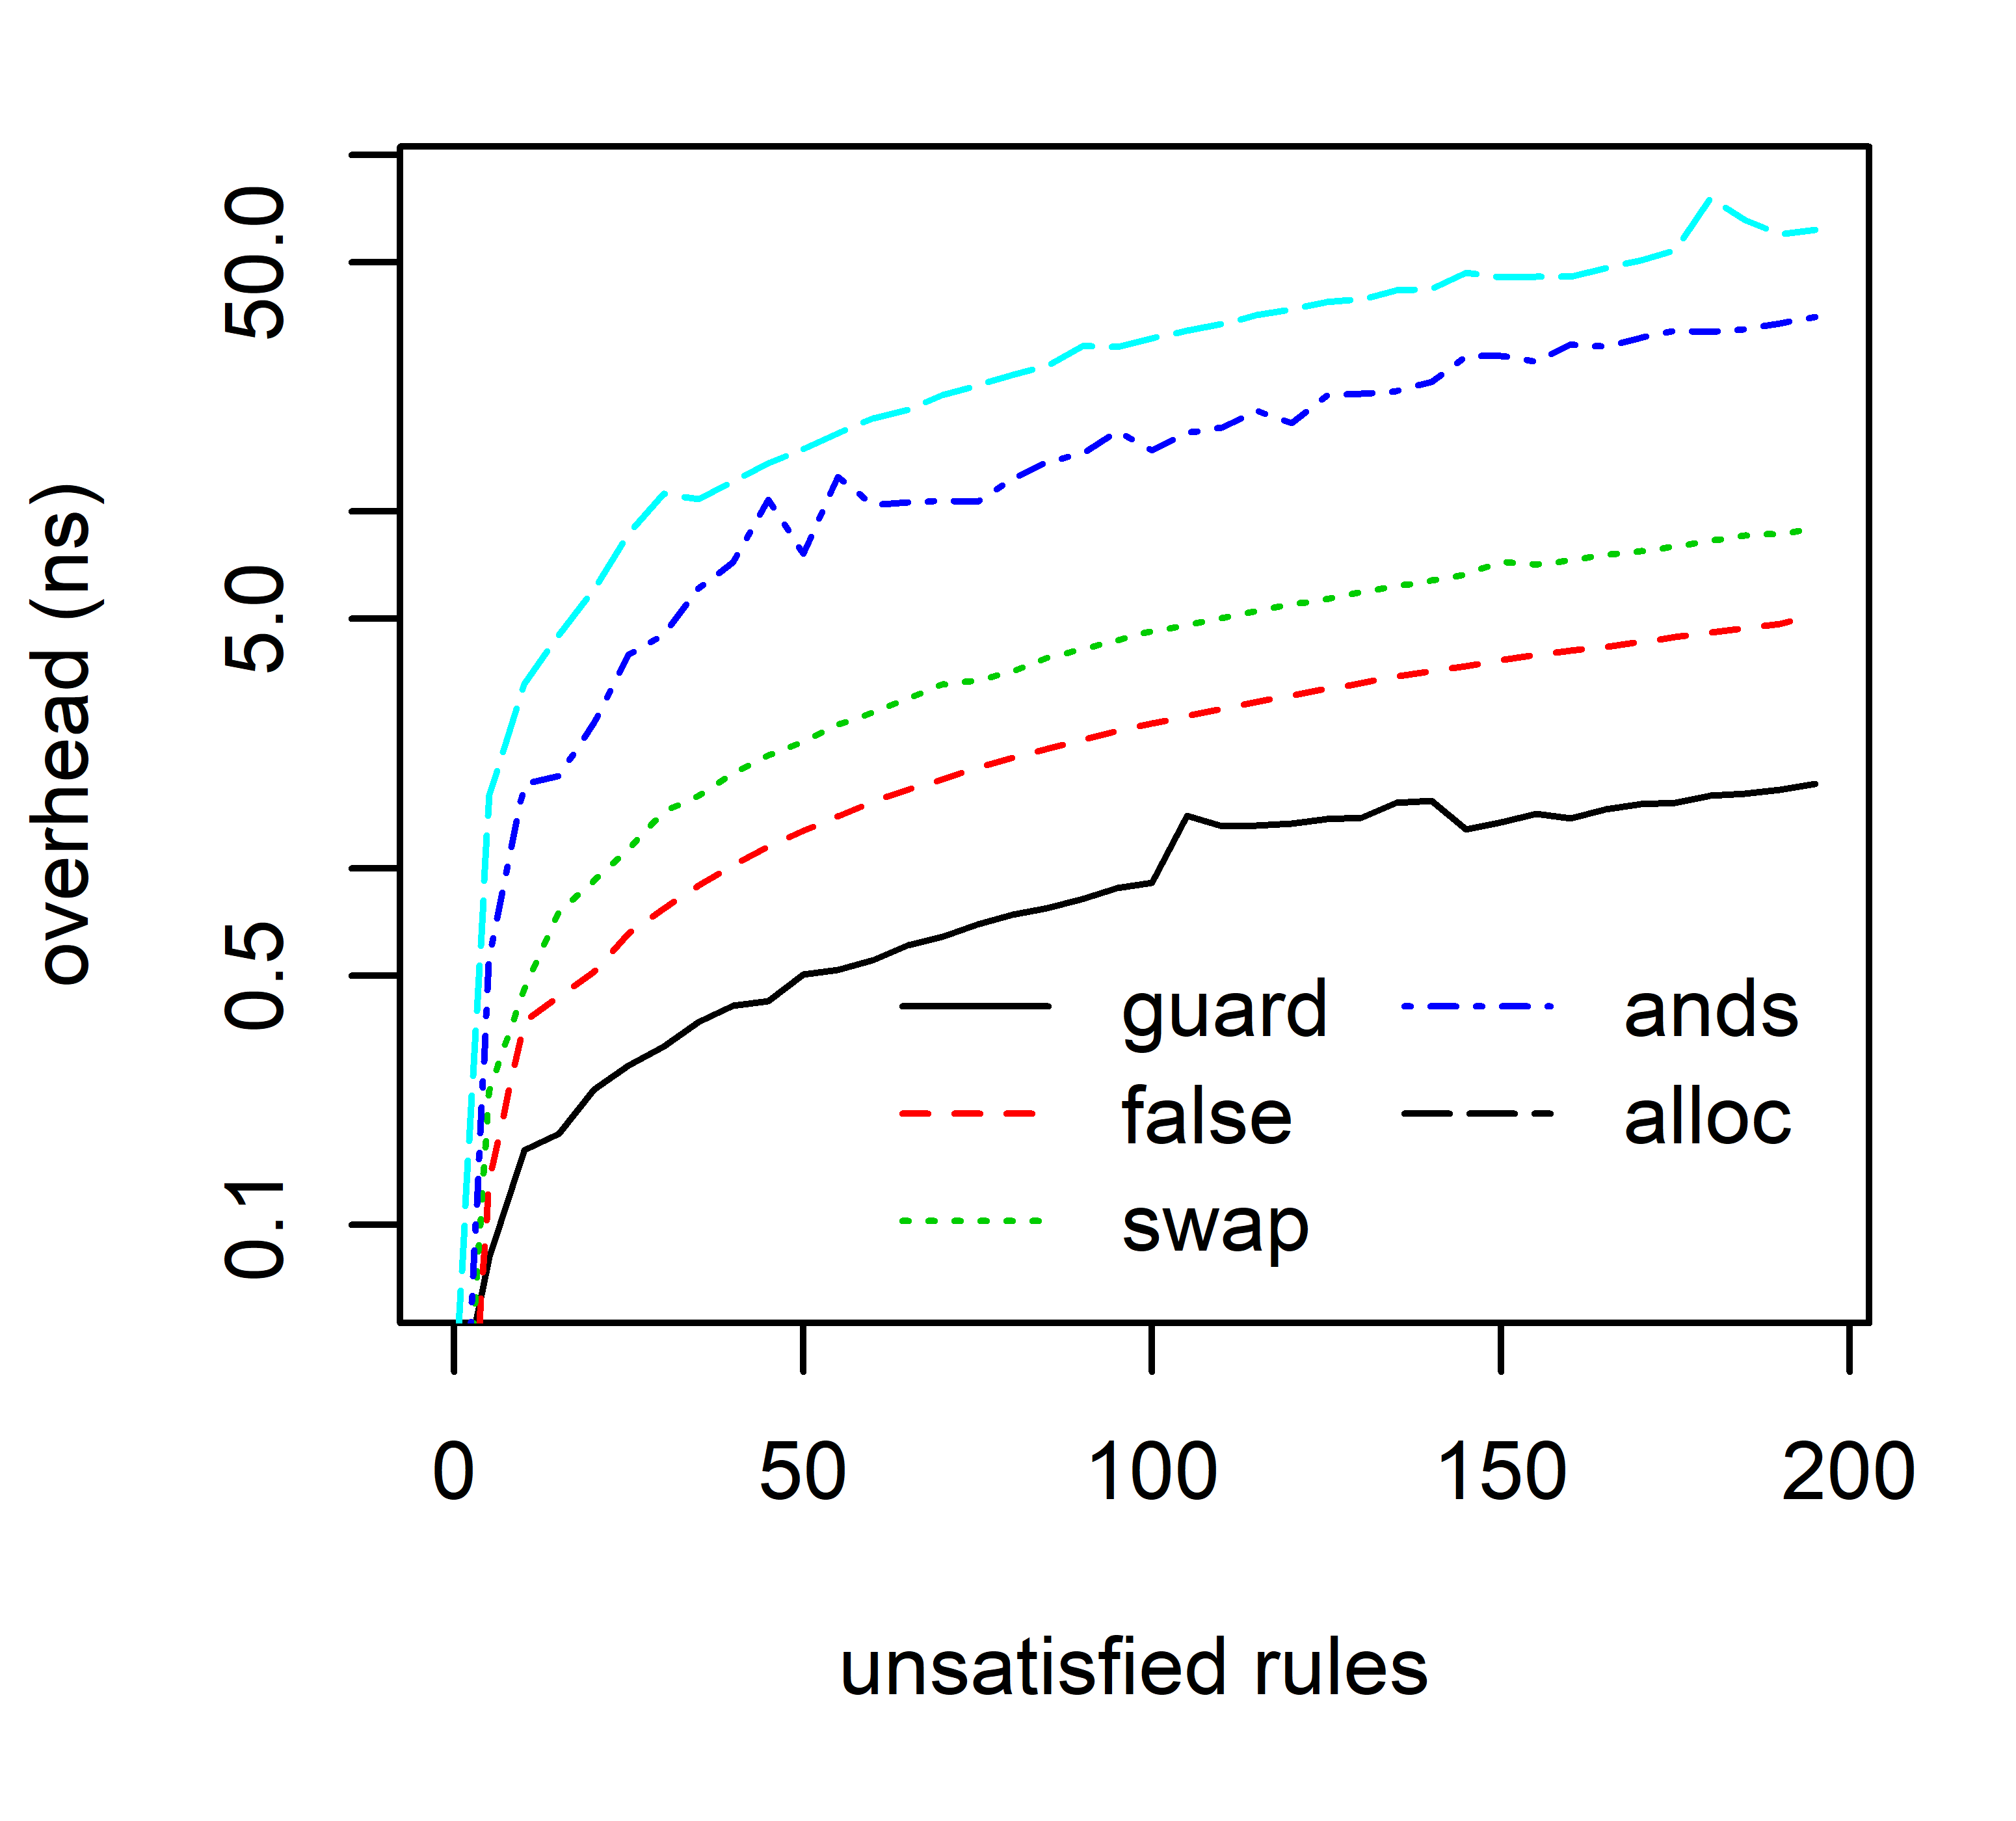 overhead (ns)
50.0
5.0
0.5
0.1
guard
false
swap
ands
alloc
0
50
100
150
200
unsatisfied rules